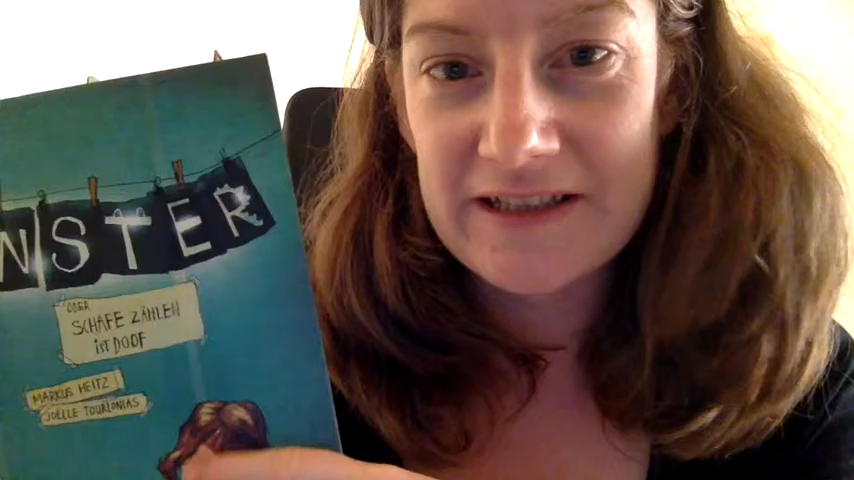 NSTER
ODER
SCHAFE ZÄHLEN
IST DOOF
MARKUS HEITZ
JOËLLE TOURLONIAS